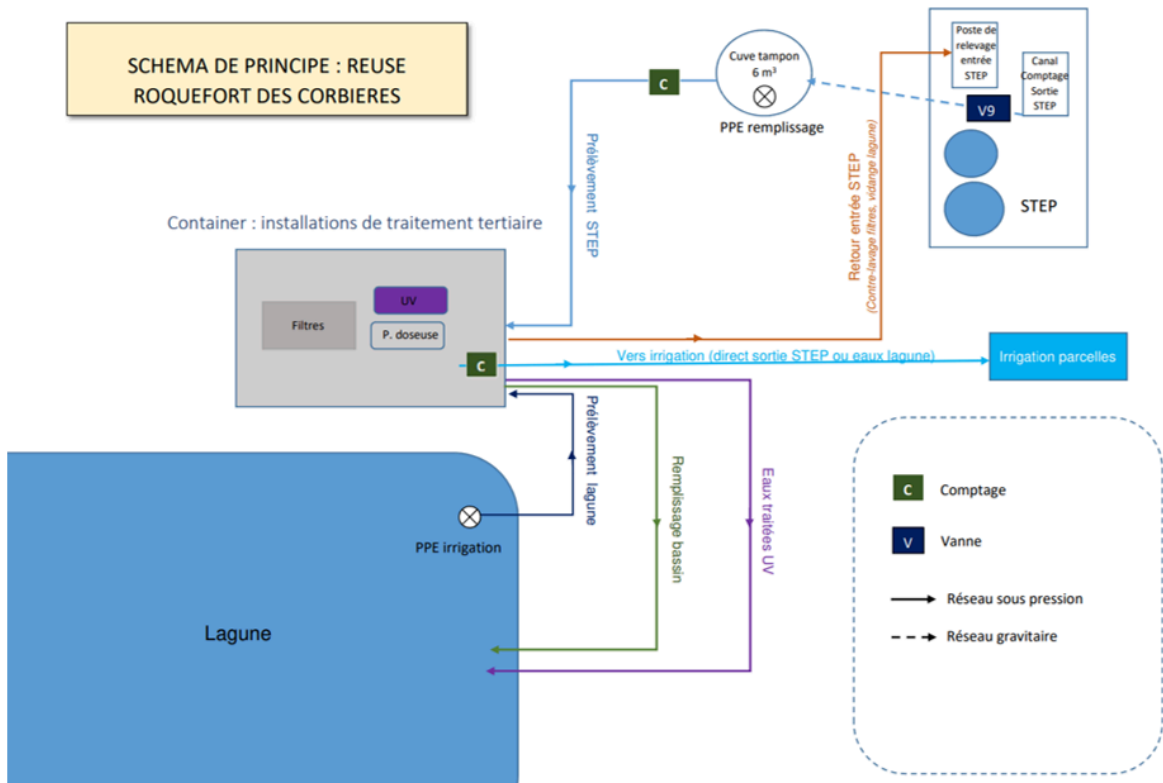 SCHEMA DE PRINCIPE : REUSE
ROQUEFORT DES CORBIERES
Cuve tampon
6 m³
PPE remplissage
C
Poste de
relevage
entrée
STEP
Canal
Comptage
Sortie
STEP
V9
STEP
Prélèvement STEP
Retour entrée STEP
(Contre-lavage filtres, vidange lagune)
Container : installations de traitement tertiaire
Filtres
UV
P. doseuse
C
Vers irrigation (direct sortie STEP ou eaux lagune)
Irrigation parcelles
Prélèvement lagune
Remplissage bassin
Eaux traitées UV
PPE irrigation
Lagune
C
Comptage
V
Vanne
Réseau sous pression
Réseau gravitaire